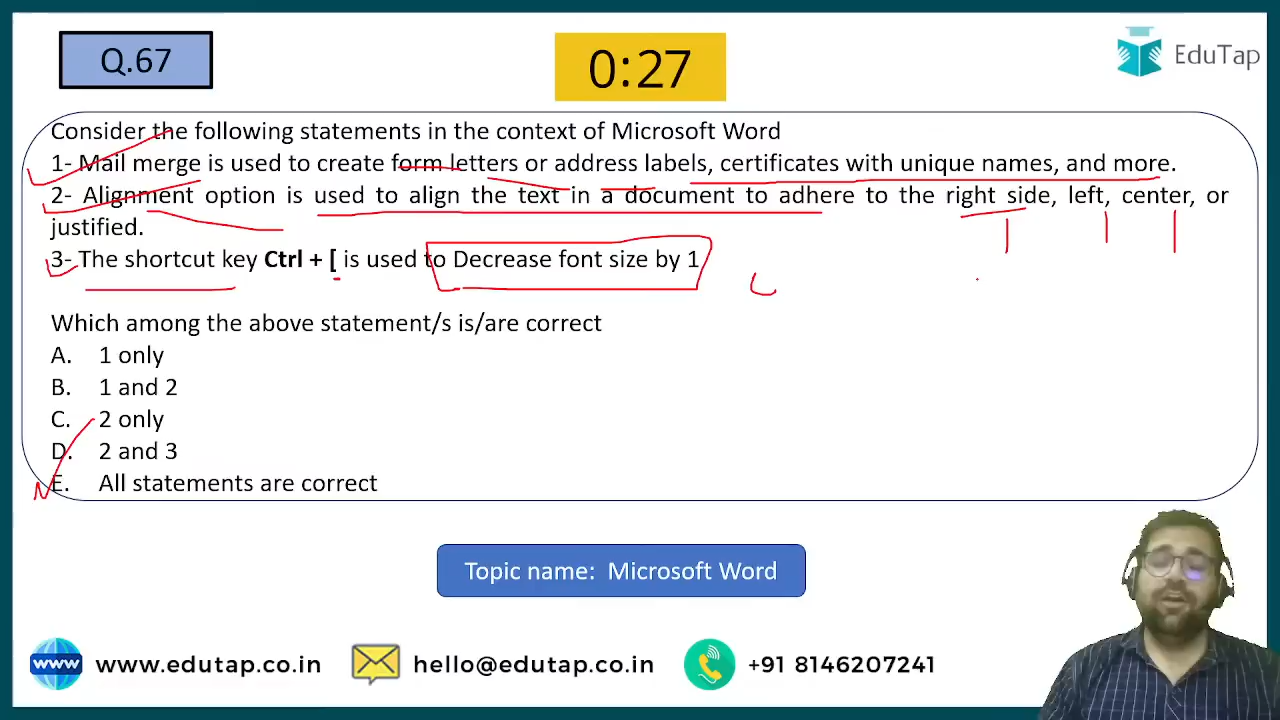 Q.67
0:27
EduTap
Consider the following statements in the context of Microsoft Word
1- Mail merge is used to create form letters or address labels, certificates with unique names, and more.
2- Alignment option is used to align the text in a document to adhere to the right side, left, center, or
justified.
3- The shortcut key Ctrl + [ is used to Decrease font size by 1
Which among the above statement/s is/are correct
A. 1 only
B. 1 and 2
C. 2 only
D. 2 and 3
E. All statements are correct
Topic name: Microsoft Word
www www.edutap.co.in hello@edutap.co.in +91 8146207241